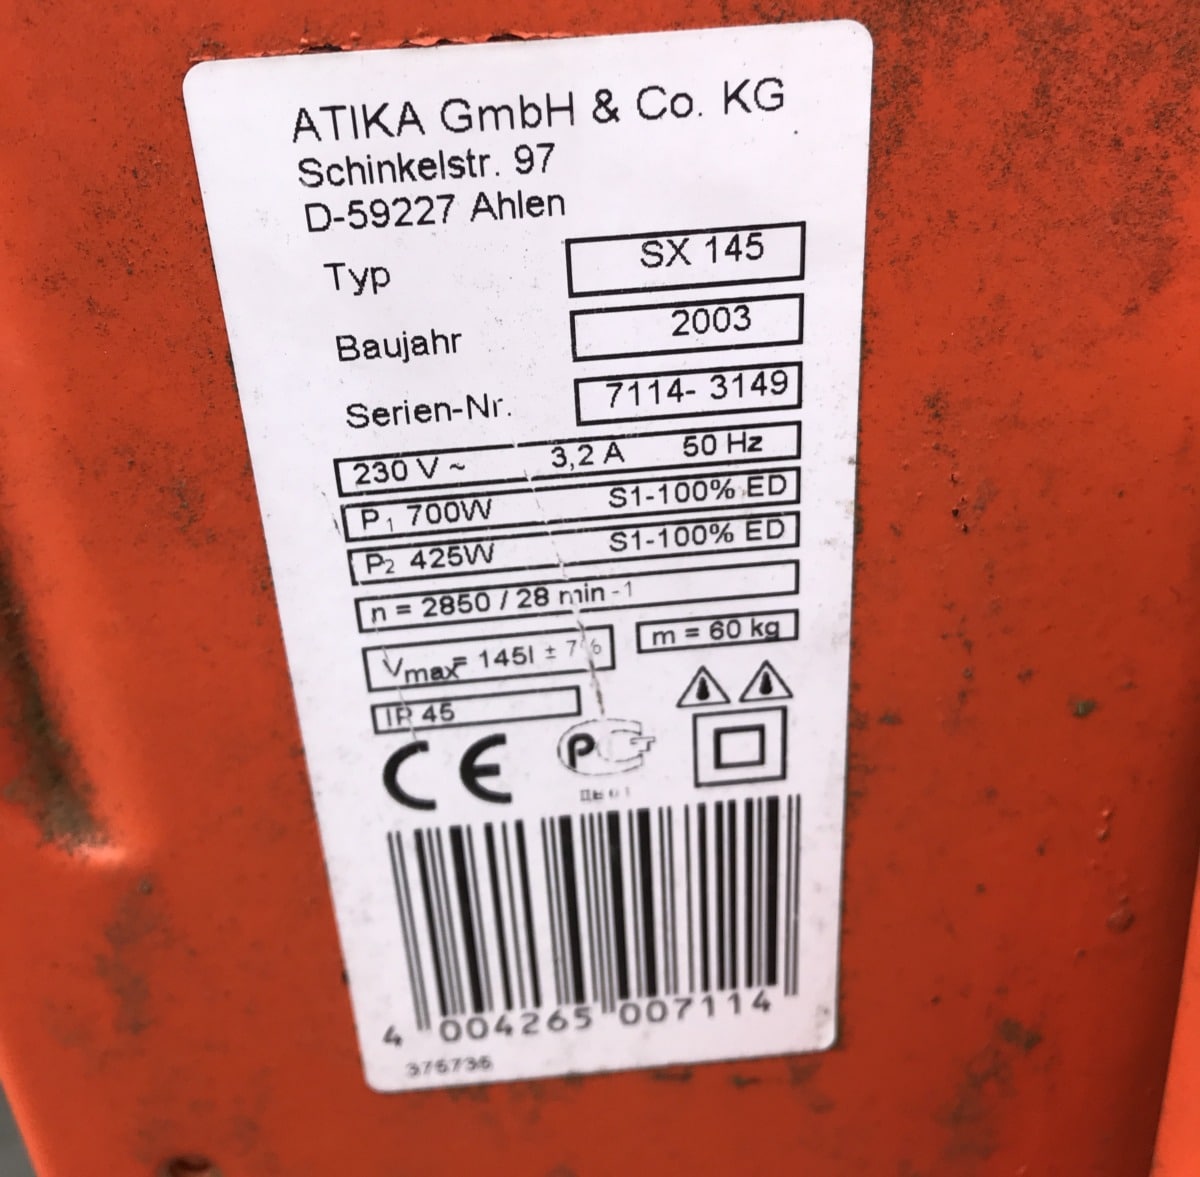 ATIKA GmbH & Co. KG
Schinkelstr. 97
D-59227 Ahlen
Typ SX 145
Baujahr 2003
Serien-Nr. 7114- 3149
230 V ~ 3,2 A 50 Hz
P1 700W S1-100% ED
P2 425W S1-100% ED
n = 2850 / 28 min -1
Vmax= 145l ± 7% m = 60 kg
IP 45
CE
4 004265 007114
376736